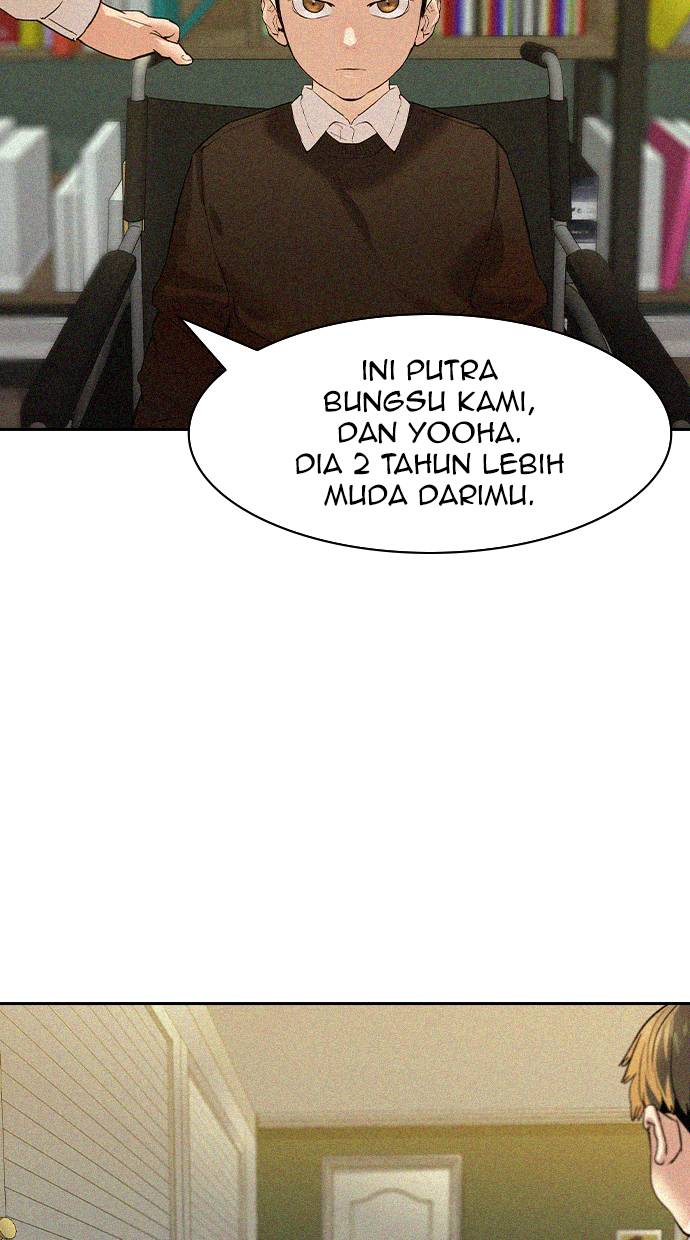 INI PUTRA
BUNGSU KAMI,
DAN YOOHA.
DIA 2 TAHUN LEBIH
MUDA DARIMU.